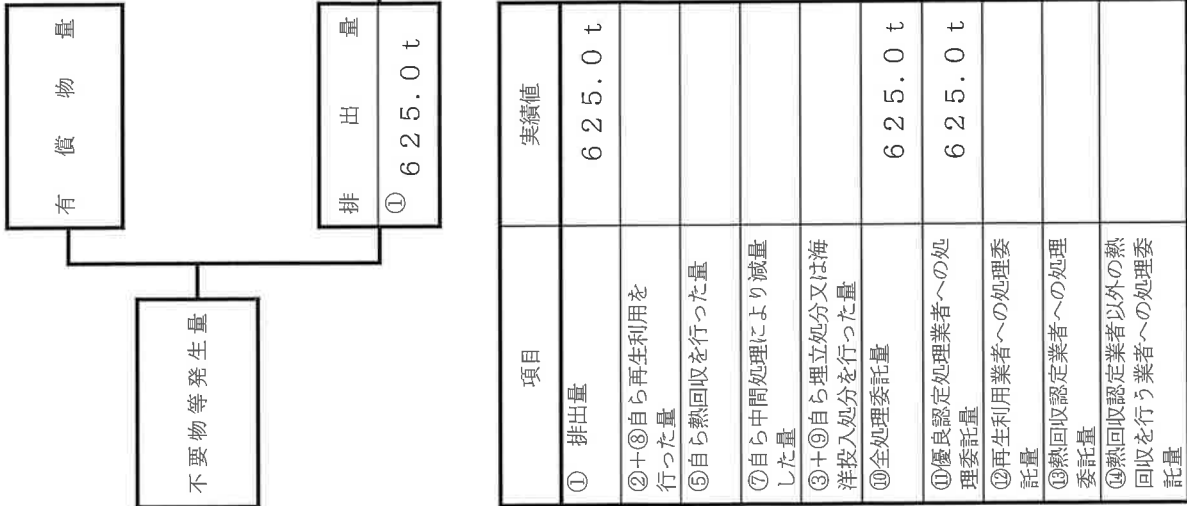 不要物等発生量
有償物量
排出量
① 625.0t
項目 実績値
① 排出量 625.0t
②+⑧自ら再生利用を
行った量
⑤自ら熱回収を行った量
⑦自ら中間処理により減量
した量
③+⑨自ら埋立処分又は海
洋投入処分を行った量
⑩全処理委託量 625.0t
⑪優良認定処理業者への処
理委託量 625.0t
⑫再生利用業者への処理委
託量
⑬熱回収認定業者への処理
委託量
⑭熱回収認定業者以外の熱
回収を行う業者への処理委
託量